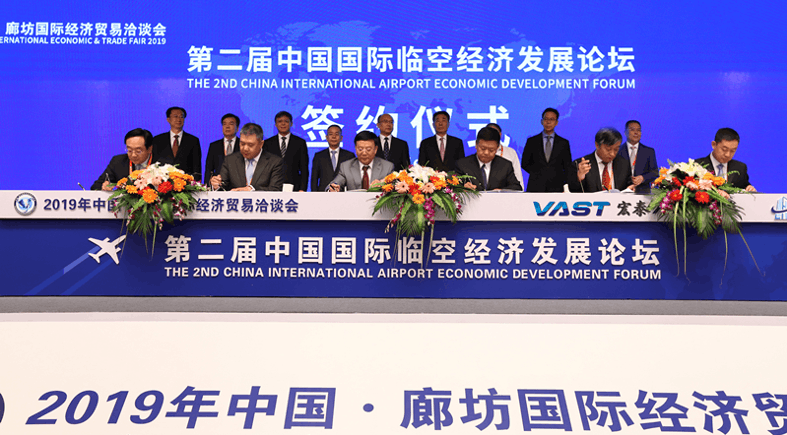 廊坊国际经济贸易洽谈会
NTERNATIONAL ECONOMIC & TRADE FAIR 2019
第二届中国国际临空经济发展论坛
THE 2ND CHINA INTERNATIONAL AIRPORT ECONOMIC DEVELOPMENT FORUM
签约仪式
2019年中国 经济贸易洽谈会
VAST 宏泰
第二届中国国际临空经济发展论坛
THE 2ND CHINA INTERNATIONAL AIRPORT ECONOMIC DEVELOPMENT FORUM
2019年中国·廊坊国际经济贸